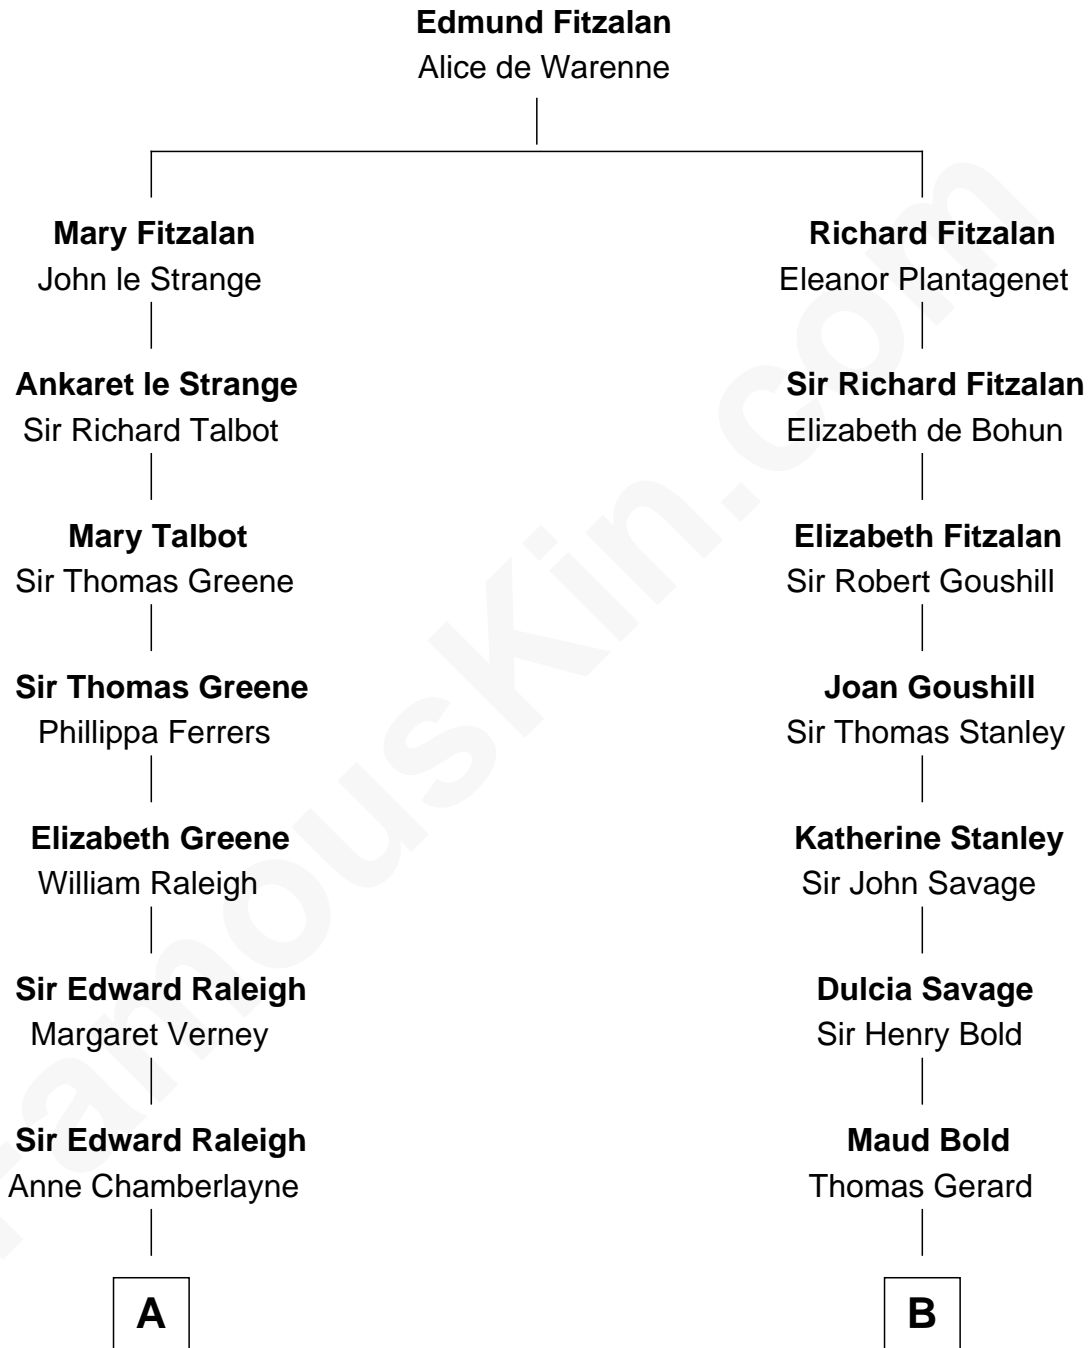 Edmund Fitzalan
Alice de Warenne
Mary Fitzalan
John le Strange
Richard Fitzalan
Eleanor Plantagenet
Ankaret le Strange
Sir Richard Talbot
Sir Richard Fitzalan
Elizabeth de Bohun
Mary Talbot
Sir Thomas Greene
Elizabeth Fitzalan
Sir Robert Goushill
Sir Thomas Greene
Phillippa Ferrers
Joan Goushill
Sir Thomas Stanley
Elizabeth Greene
William Raleigh
Katherine Stanley
Sir John Savage
Sir Edward Raleigh
Margaret Verney
Dulcia Savage
Sir Henry Bold
Sir Edward Raleigh
Anne Chamberlayne
Maud Bold
Thomas Gerard
A
B
FamousKin.com